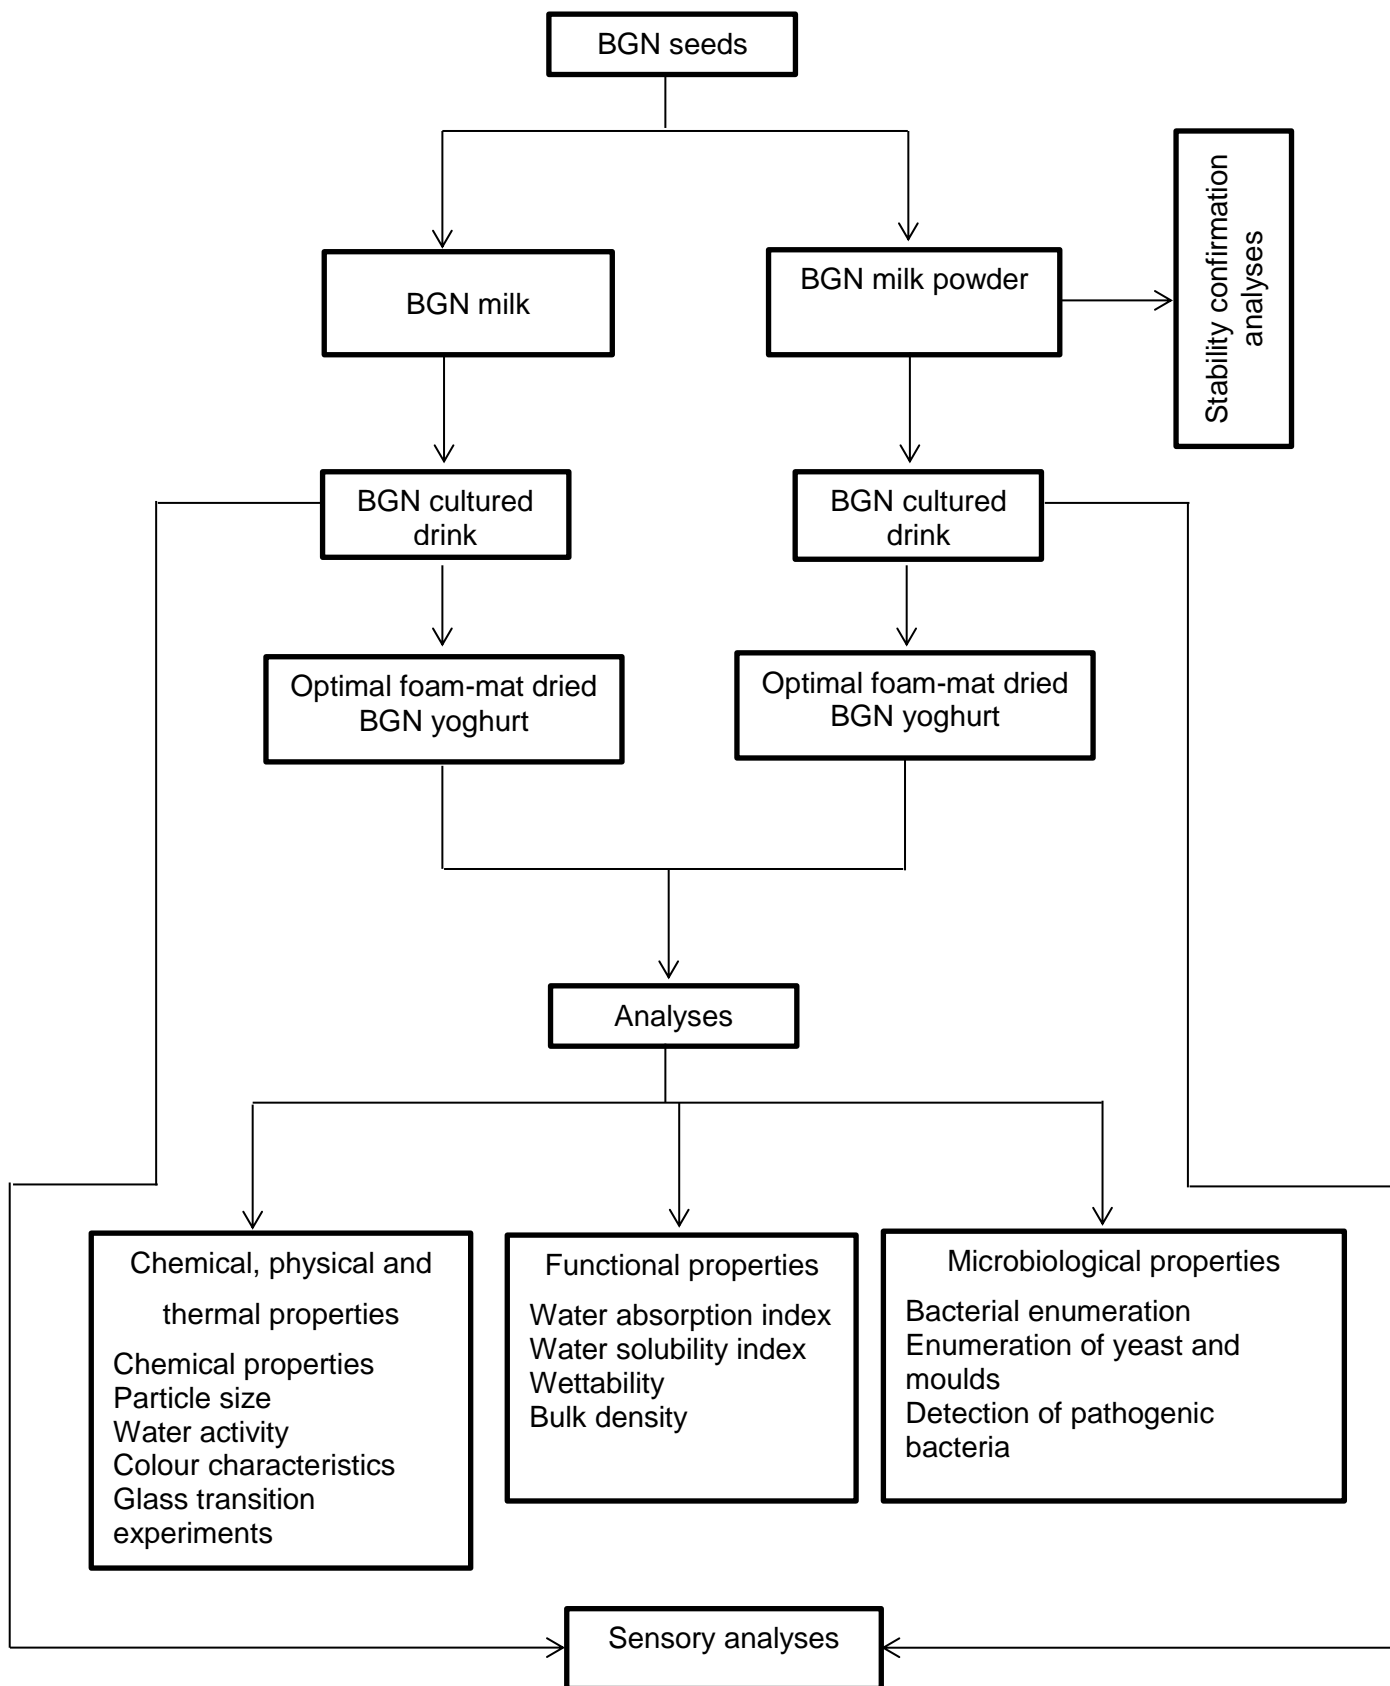 BGN seeds
BGN milk
BGN milk powder
Stability confirmation
analyses
BGN cultured
drink
BGN cultured
drink
Optimal foam-mat dried
BGN yoghurt
Optimal foam-mat dried
BGN yoghurt
Analyses
Chemical, physical and
thermal properties
Chemical properties
Particle size
Water activity
Colour characteristics
Glass transition
experiments
Functional properties
Water absorption index
Water solubility index
Wettability
Bulk density
Microbiological properties
Bacterial enumeration
Enumeration of yeast and
moulds
Detection of pathogenic
bacteria
Sensory analyses